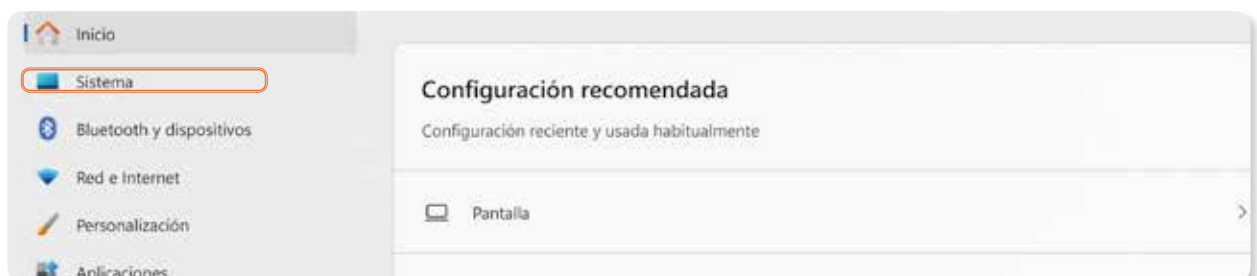 Inicio
Sistema
Bluetooth y dispositivos
Red e Internet
Personalización
Aplicaciones
Configuración recomendada
Configuración reciente y usada habitualmente
Pantalla